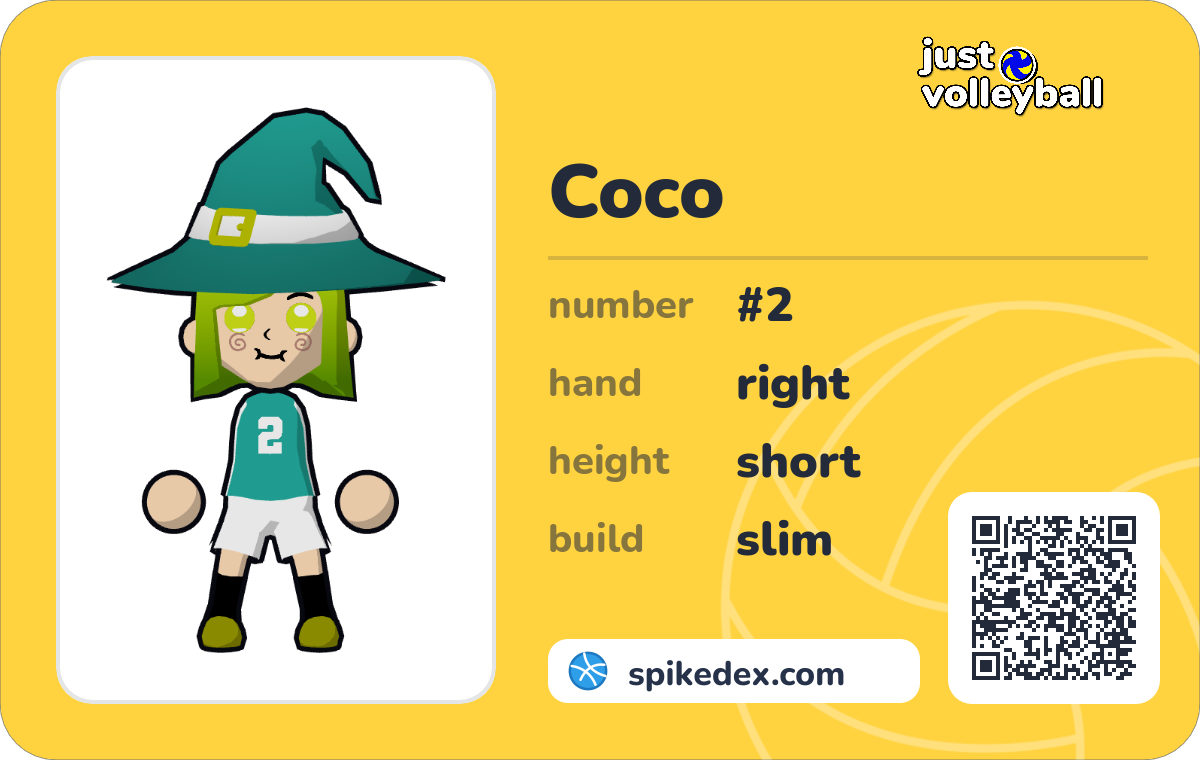 just
volleyball
Coco
number #2
hand right
height short
build slim
2
spikedex.com